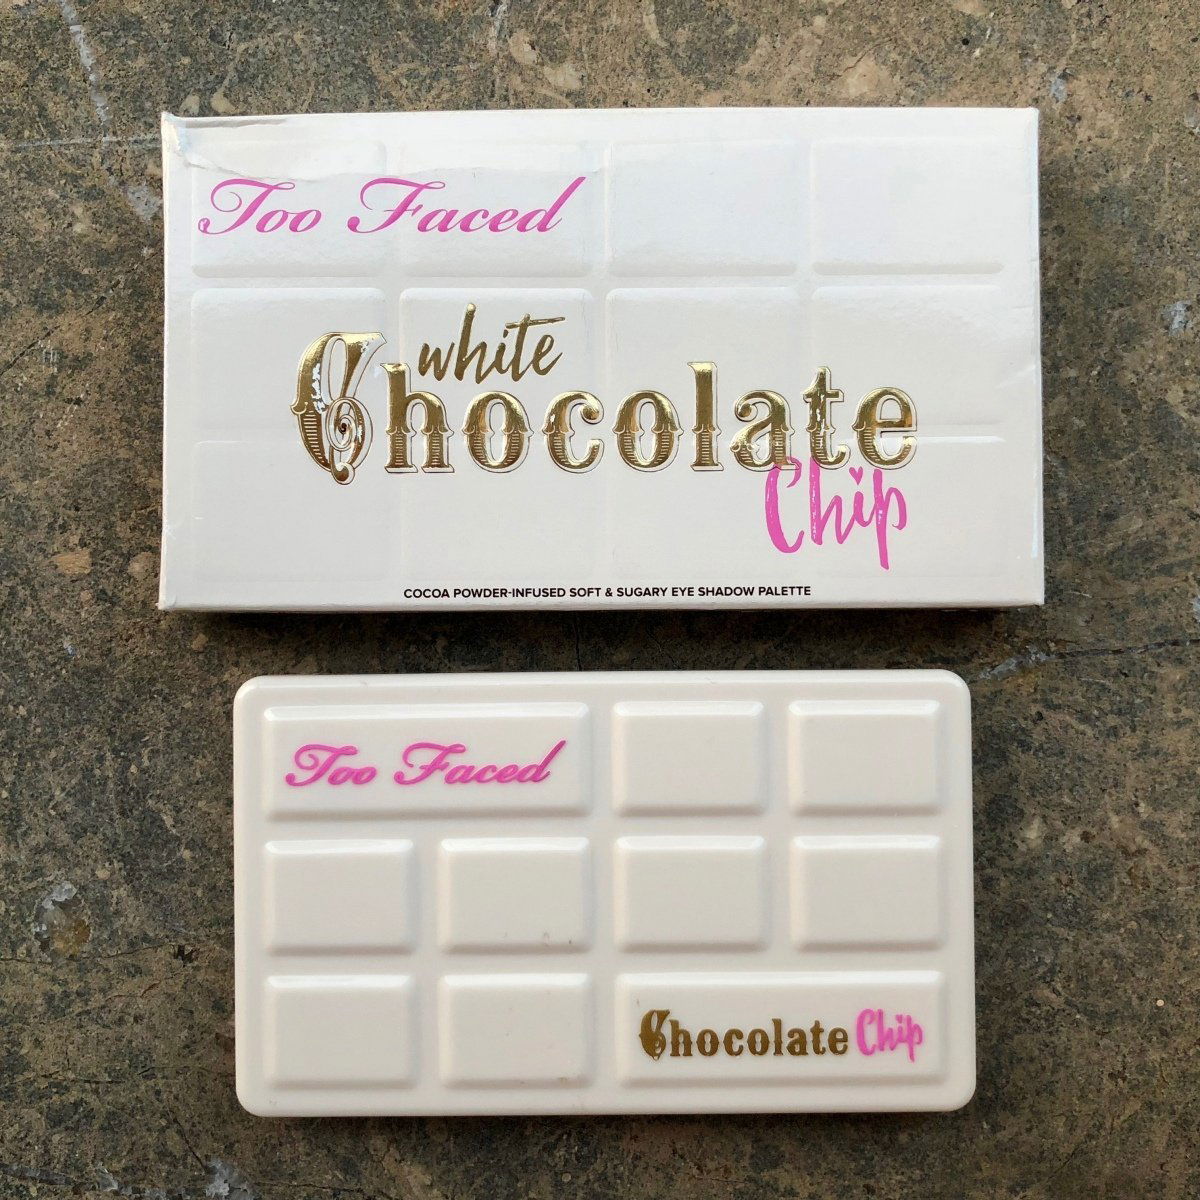 Too Faced
white
Chocolate
Chip
COCOA POWDER-INFUSED SOFT & SUGARY EYE SHADOW PALETTE
Too Faced
Chocolate Chip